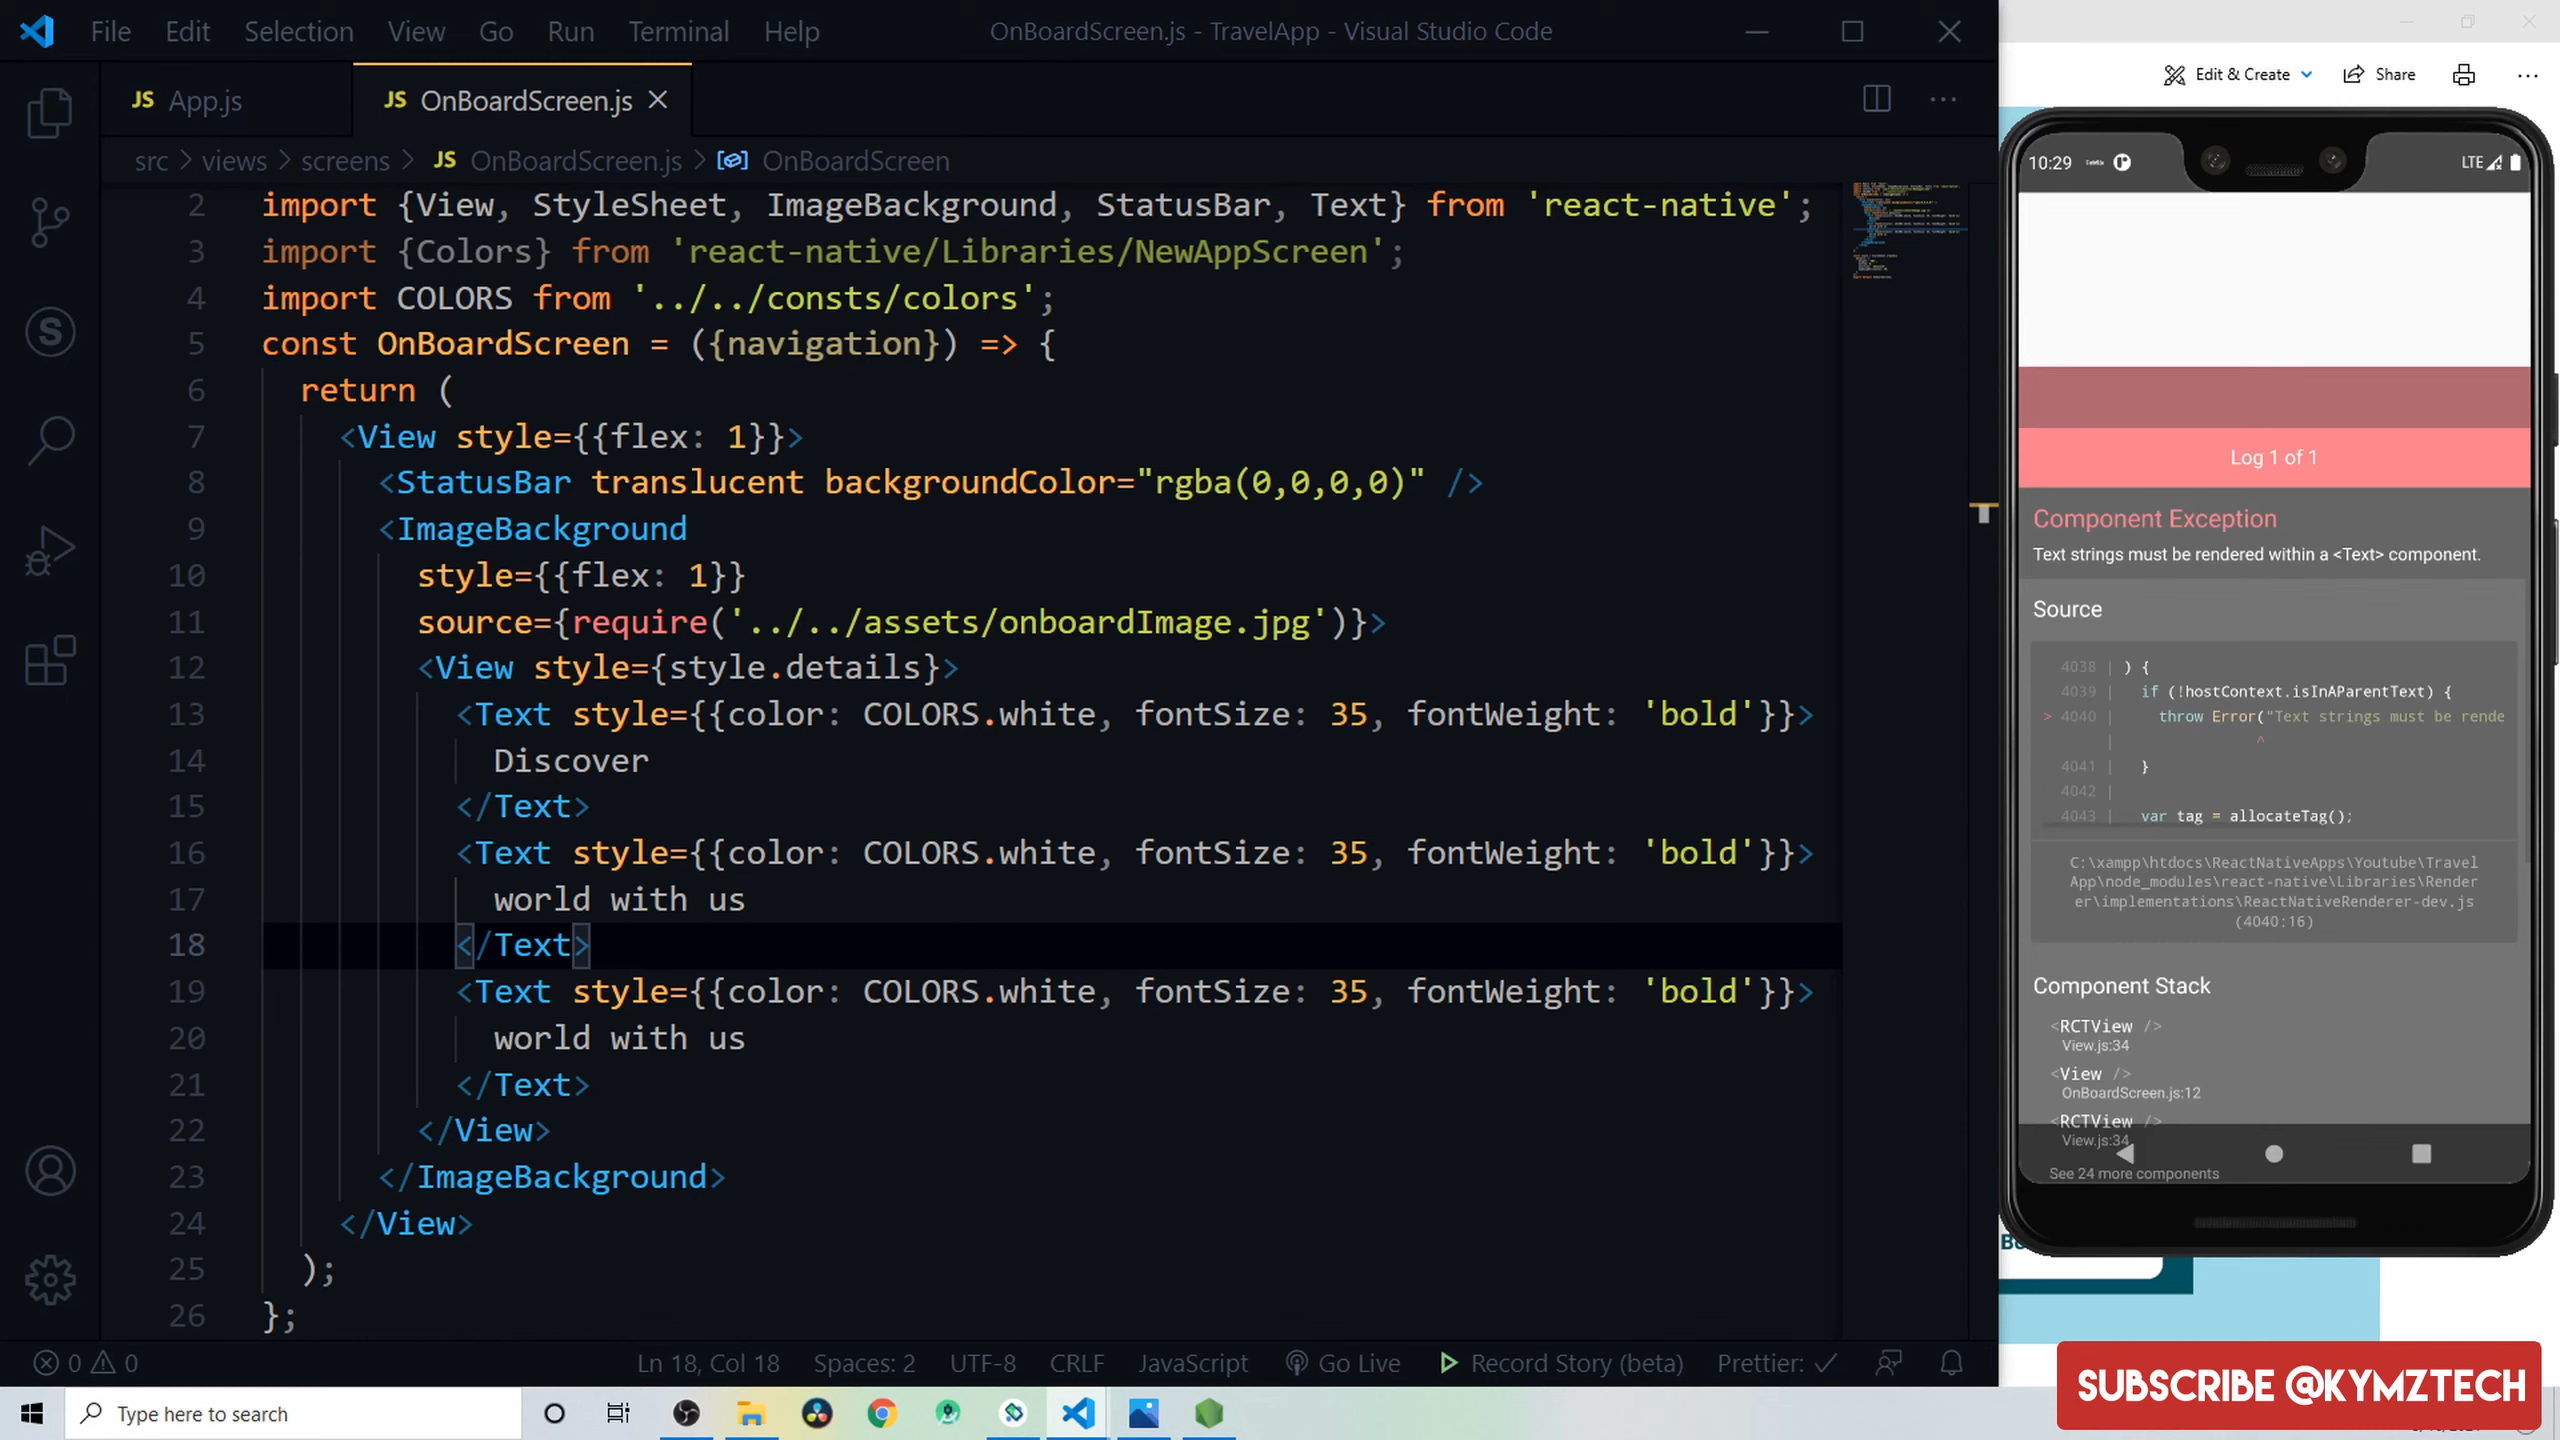 File Edit Selection View Go Run Terminal Help OnBoardScreen.js - TravelApp - Visual Studio Code
JS App.js JS OnBoardScreen.js
src > views > screens > JS OnBoardScreen.js > OnBoardScreen
2 import {View, StyleSheet, ImageBackground, StatusBar, Text} from 'react-native';
3 import {Colors} from 'react-native/Libraries/NewAppScreen';
4 import COLORS from '../../consts/colors';
5 const OnBoardScreen = ({navigation}) => {
6 return (
7 <View style={{flex: 1}}>
8 <StatusBar translucent backgroundColor="rgba(0,0,0,0)" />
9 <ImageBackground
10 style={{flex: 1}}
11 source={require('../../assets/onboardImage.jpg')}>
12 <View style={style.details}>
13 <Text style={{color: COLORS.white, fontSize: 35, fontWeight: 'bold'}}>
14 Discover
15 </Text>
16 <Text style={{color: COLORS.white, fontSize: 35, fontWeight: 'bold'}}>
17 world with us
18 </Text>
19 <Text style={{color: COLORS.white, fontSize: 35, fontWeight: 'bold'}}>
20 world with us
21 </Text>
22 </View>
23 </ImageBackground>
24 </View>
25 );
26 };
0 0 Ln 18, Col 18 Spaces: 2 UTF-8 CRLF JavaScript Go Live Record Story (beta) Prettier: ✓
Type here to search
Edit & Create Share
10:29 LTE
Log 1 of 1
Component Exception
Text strings must be rendered within a <Text> component.
Source
4038 | ) {
4039 | if (!hostContext.isInAParentText) {
> 4040 | throw Error("Text strings must be rende
| ^
4041 | }
4042 |
4043 | var tag = allocateTag();
C:\xampp\htdocs\ReactNativeApps\Youtube\Travel
App\node_modules\react-native\Libraries\Render
er\implementations\ReactNativeRenderer-dev.js
(4040:16)
Component Stack
<RCTView />
View.js:34
<View />
OnBoardScreen.js:12
<RCTView />
View.js:34
See 24 more components
SUBSCRIBE @KYMZTECH